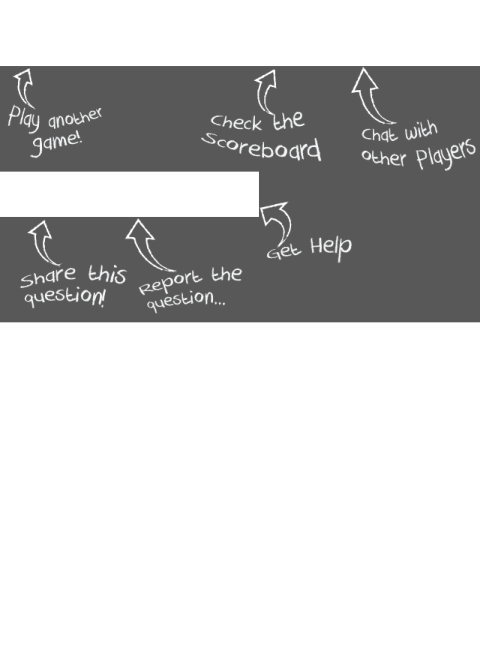 Play another
game!
Check the
Scoreboard
Chat with
other Players
Get Help
Share this
question!
Report the
question...